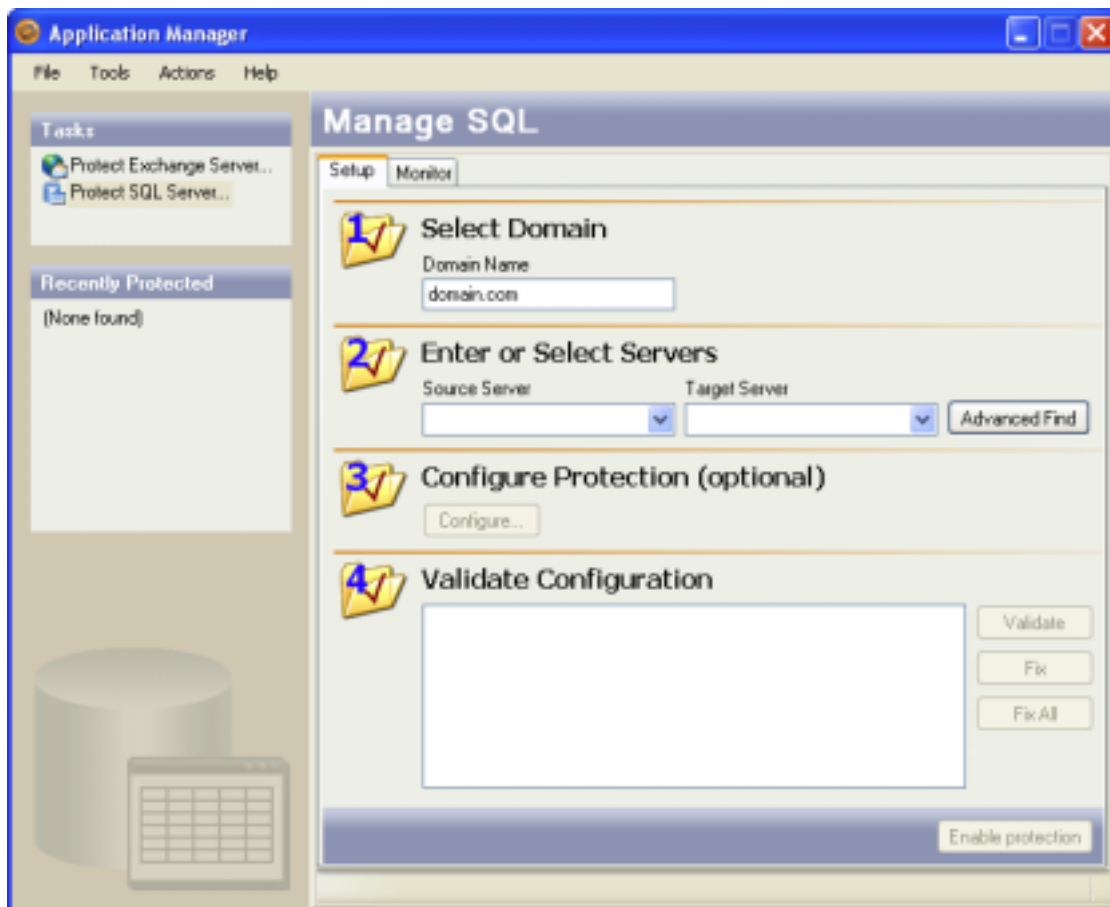 Application Manager
File Tools Actions Help
Tasks
Protect Exchange Server...
Protect SQL Server...
Recently Protected
(None found)
Manage SQL
Setup Monitor
1 Select Domain
Domain Name
domain.com
2 Enter or Select Servers
Source Server Target Server
Advanced Find
3 Configure Protection (optional)
Configure...
4 Validate Configuration
Validate
Fix
Fix All
Enable protection